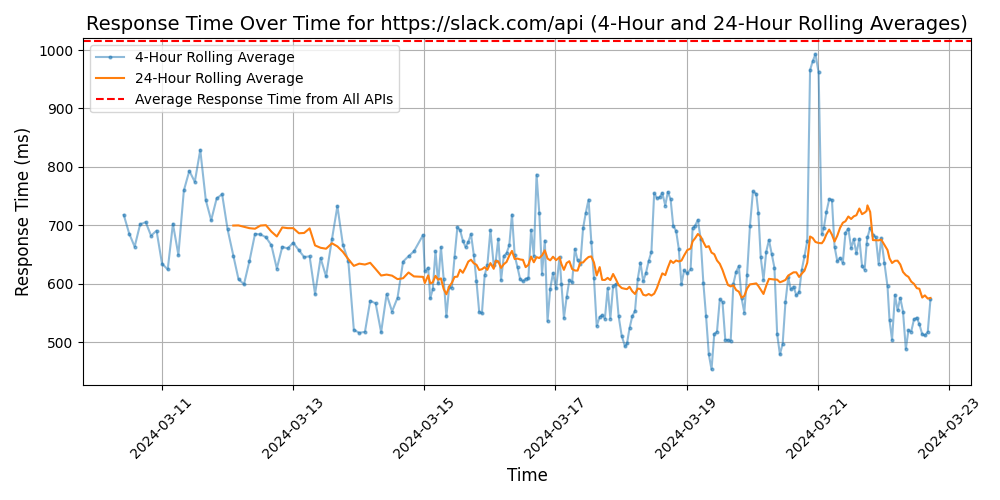 Response Time Over Time for https://slack.com/api (4-Hour and 24-Hour Rolling Averages)
4-Hour Rolling Average
24-Hour Rolling Average
Average Response Time from All APIs
Response Time (ms)
1000
900
800
700
600
500
2024-03-11
2024-03-13
2024-03-15
2024-03-17
2024-03-19
2024-03-21
2024-03-23
Time